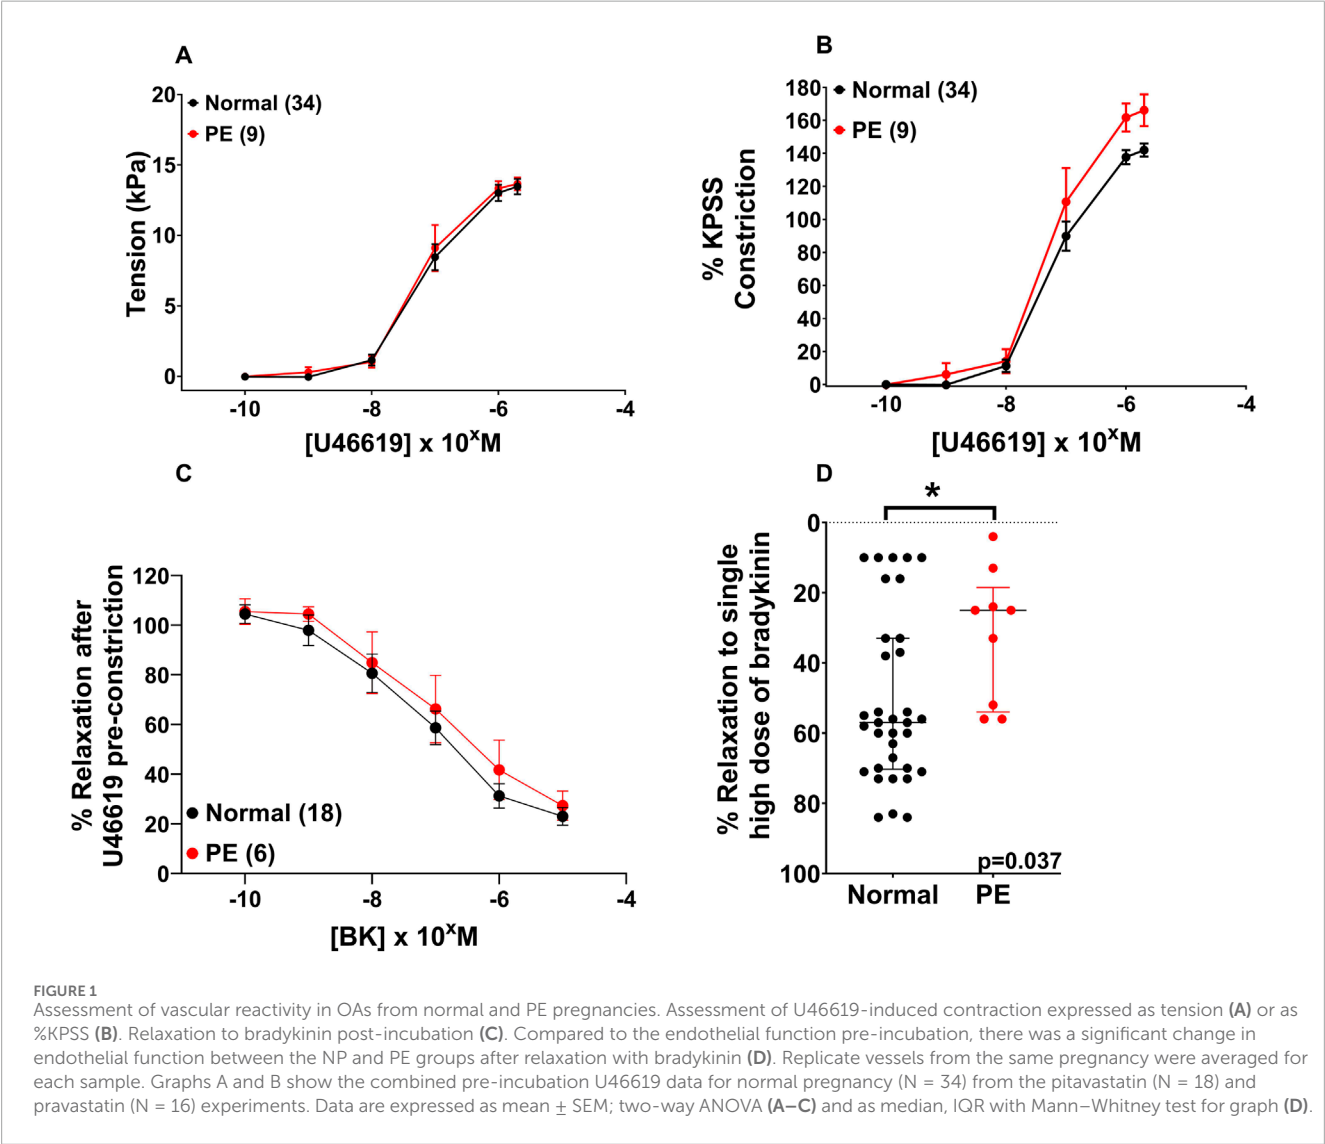 A
20
15
10
5
0
Normal (34)
PE (9)
Tension (kPa)
-10
-8
-6
-4
[U46619] x 10^xM
B
180
160
140
120
100
80
60
40
20
0
Normal (34)
PE (9)
% KPSS
Constriction
-10
-8
-6
-4
[U46619] x 10^xM
C
120
100
80
60
40
20
0
% Relaxation after
U46619 pre-constriction
Normal (18)
PE (6)
-10
-8
-6
-4
[BK] x 10^xM
D
*
0
20
40
60
80
100
% Relaxation to single
high dose of bradykinin
p=0.037
Normal
PE
FIGURE 1
Assessment of vascular reactivity in OAs from normal and PE pregnancies. Assessment of U46619-induced contraction expressed as tension (A) or as
%KPSS (B). Relaxation to bradykinin post-incubation (C). Compared to the endothelial function pre-incubation, there was a significant change in
endothelial function between the NP and PE groups after relaxation with bradykinin (D). Replicate vessels from the same pregnancy were averaged for
each sample. Graphs A and B show the combined pre-incubation U46619 data for normal pregnancy (N = 34) from the pitavastatin (N = 18) and
pravastatin (N = 16) experiments. Data are expressed as mean ± SEM; two-way ANOVA (A–C) and as median, IQR with Mann–Whitney test for graph (D).